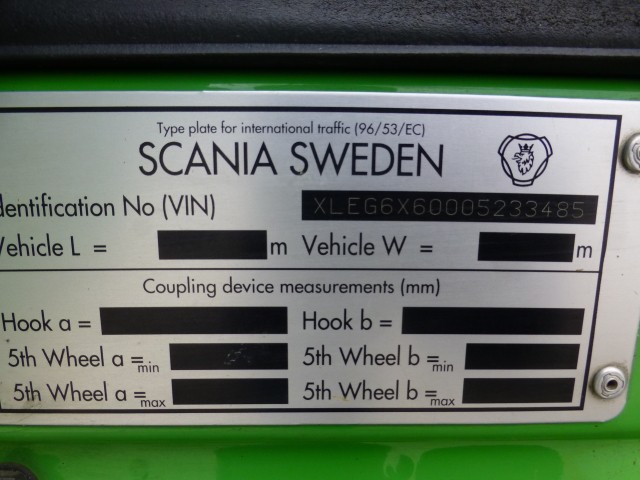 Type plate for international traffic (96/53/EC)
SCANIA SWEDEN
dentification No (VIN) XLEG6X60005233485
Vehicle L = m Vehicle W = m
Coupling device measurements (mm)
Hook a = Hook b =
5th Wheel a =min 5th Wheel b =min
5th Wheel a =max 5th Wheel b =max